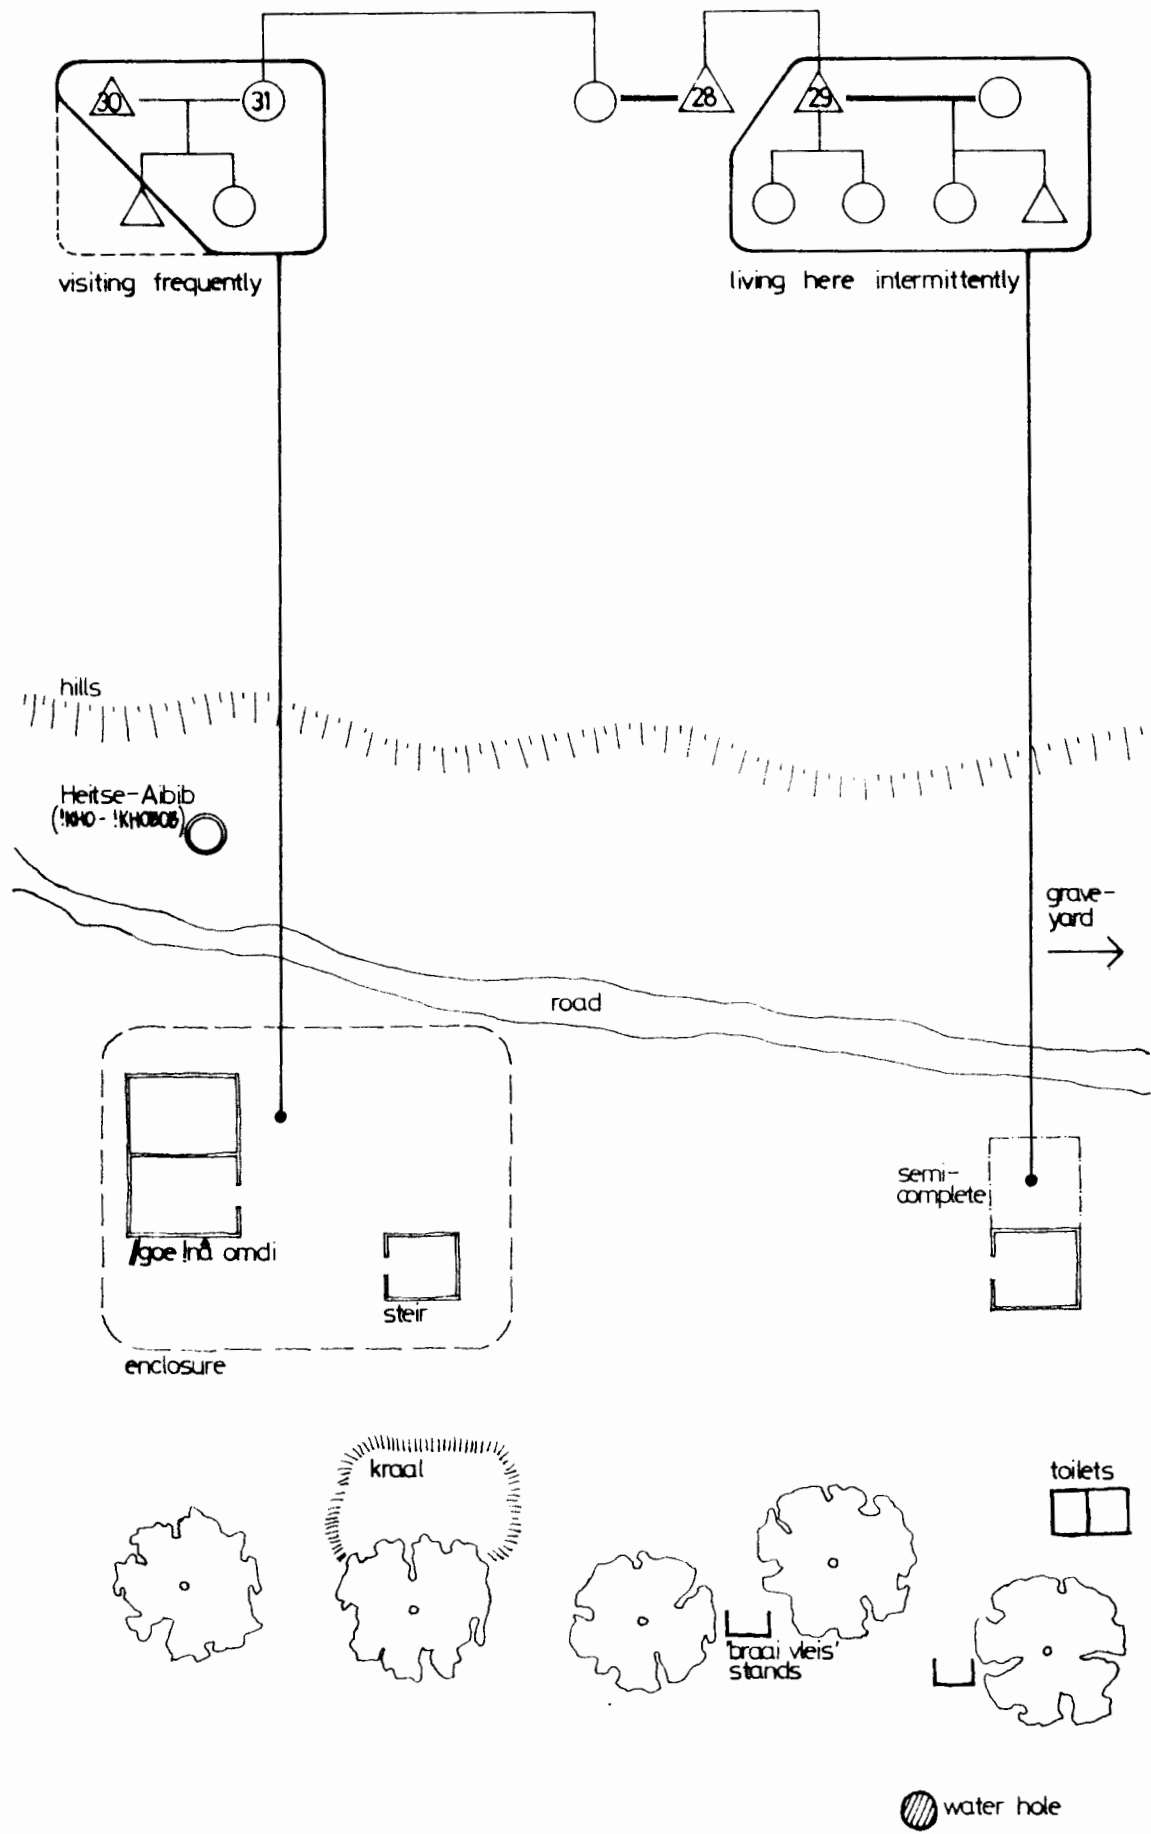 30
31
28
29
visiting frequently
living here intermittently
hills
Heitse-Aibib
(!KHO - !KHOBOB)
grave-
yard
road
semi-
complete
/goe !nâ omdi
steir
enclosure
kraal
toilets
'braai vleis'
stands
water hole